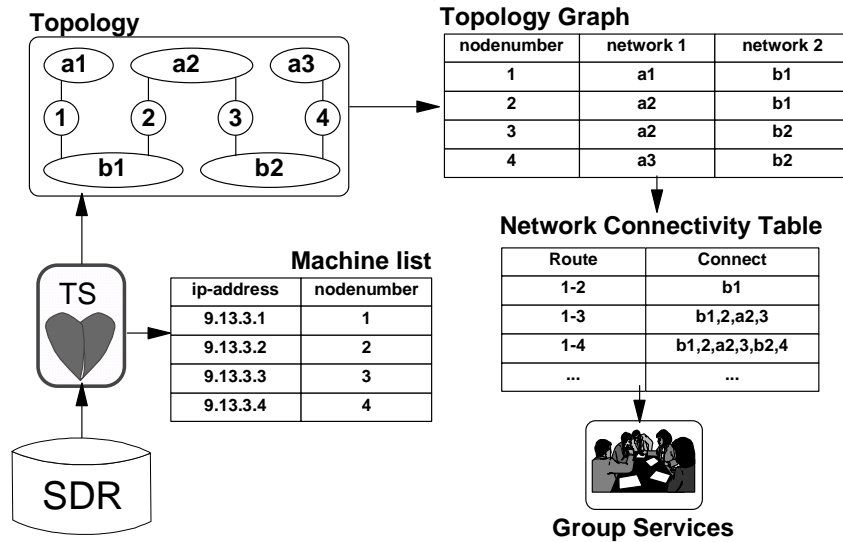 Topology
a1 a2 a3
1 2 3 4
b1 b2
Topology Graph
nodenumber network 1 network 2
1 a1 b1
2 a2 b1
3 a2 b2
4 a3 b2
Network Connectivity Table
Route Connect
1-2 b1
1-3 b1,2,a2,3
1-4 b1,2,a2,3,b2,4
... ...
Machine list
ip-address nodenumber
9.13.3.1 1
9.13.3.2 2
9.13.3.3 3
9.13.3.4 4
TS
SDR
Group Services